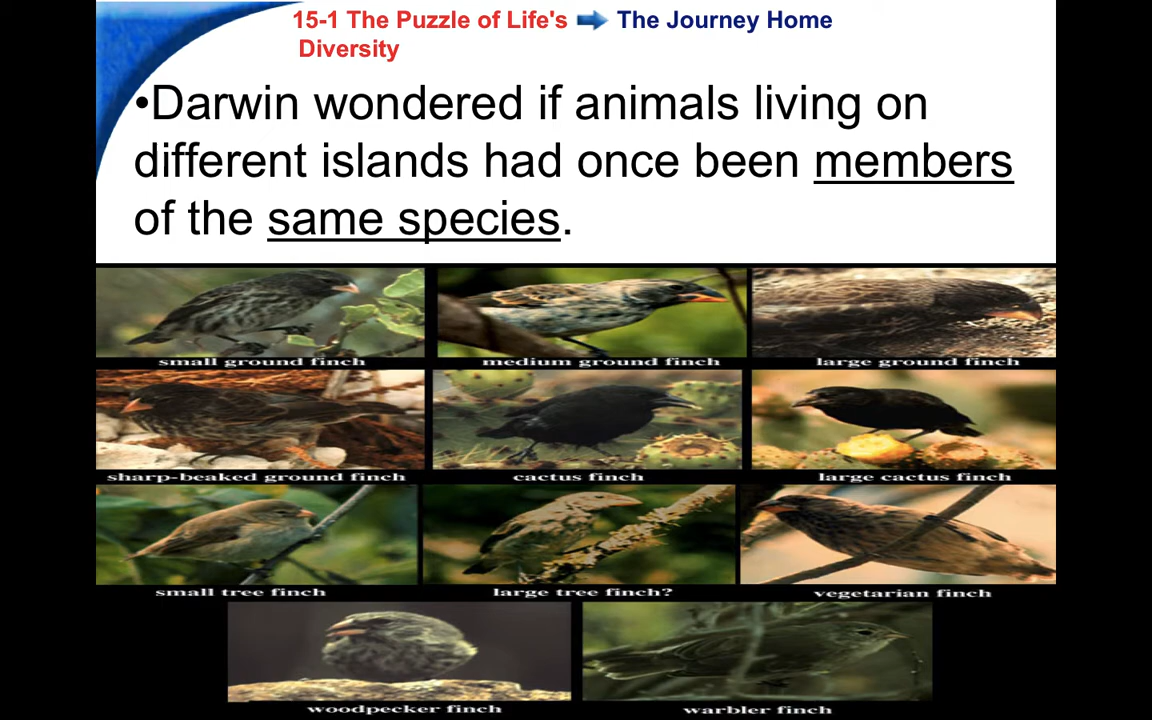 15-1 The Puzzle of Life's Diversity
The Journey Home
•Darwin wondered if animals living on
different islands had once been members
of the same species.
small ground finch
medium ground finch
large ground finch
sharp-beaked ground finch
cactus finch
large cactus finch
small tree finch
large tree finch?
vegetarian finch
woodpecker finch
warbler finch